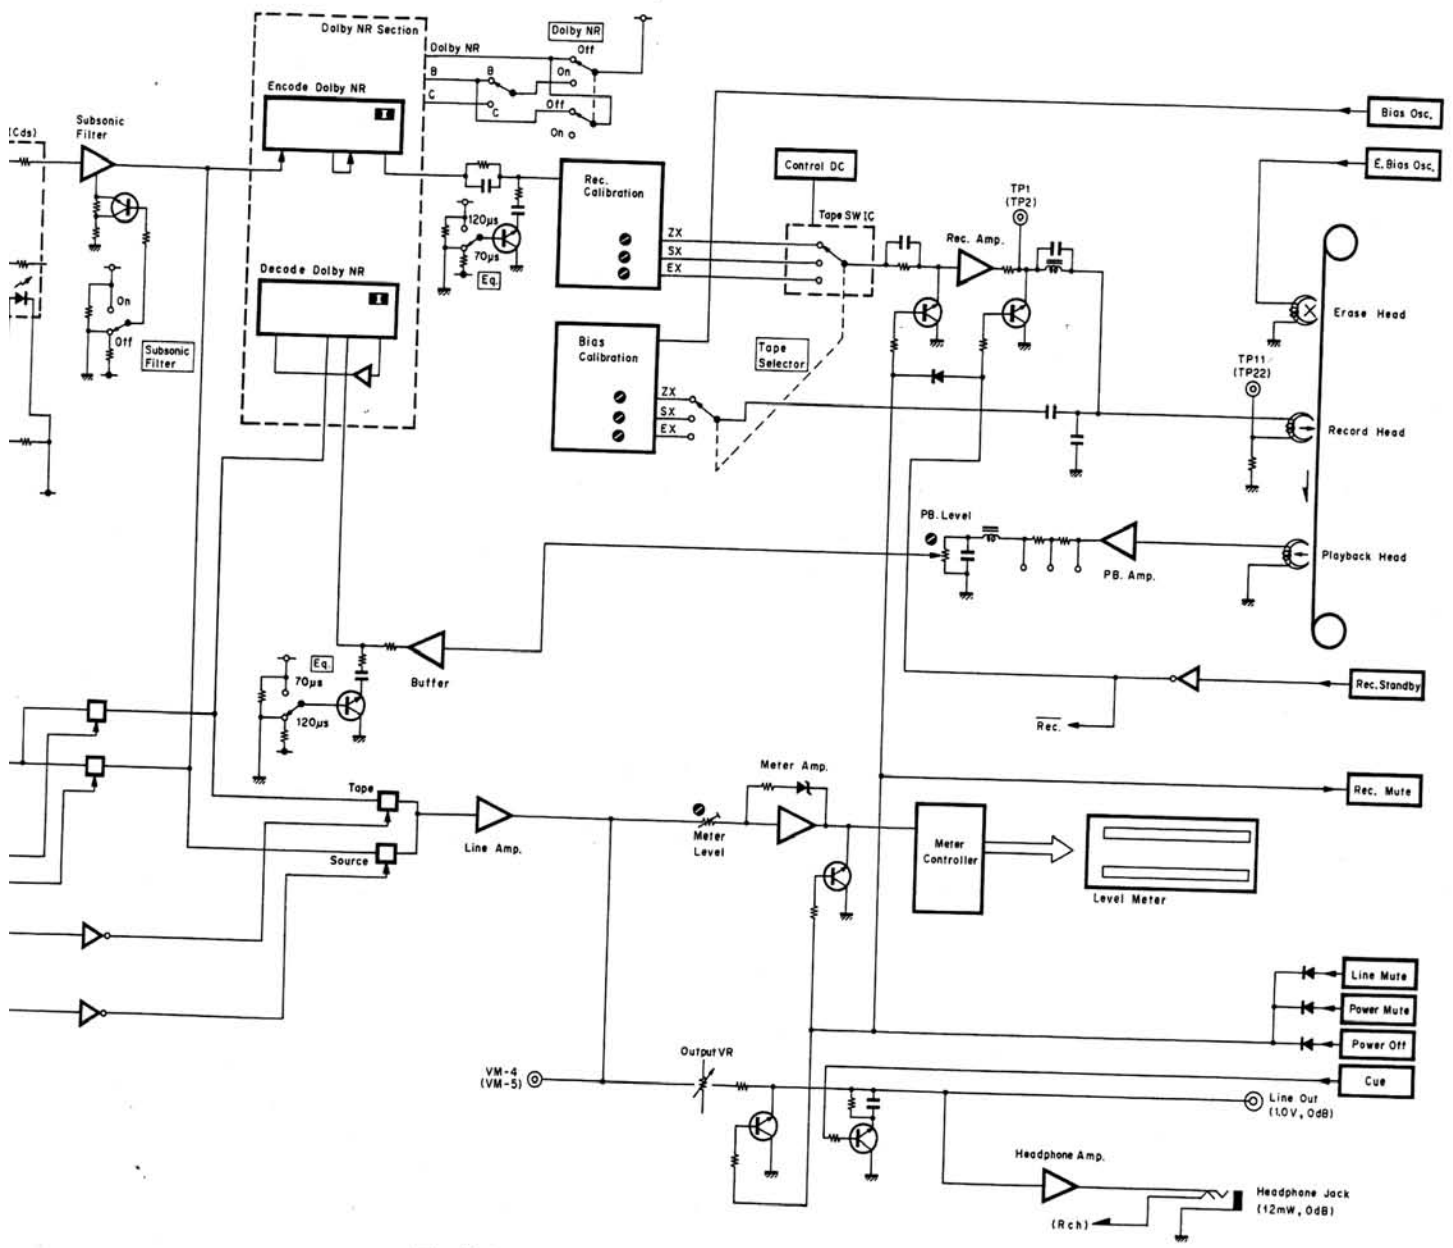 Dolby NR Section
Dolby NR
Dolby NR
Off
B
B
On
C
C
Off
On
Encode Dolby NR
I
(Cds)
Subsonic
Filter
On
Off
Subsonic
Filter
Decode Dolby NR
I
120μs
70μs
Eq.
Rec.
Calibration
ZX
SX
EX
Bias
Calibration
ZX
SX
EX
Control DC
Tape SW IC
Tape
Selector
Rec. Amp.
TP1
(TP2)
Bias Osc.
E. Bias Osc.
Erase Head
TP11
(TP22)
Record Head
PB. Level
PB. Amp.
Playback Head
Buffer
Eq.
70μs
120μs
Rec. Standby
Rec.
Rec. Mute
Tape
Source
Line Amp.
Meter
Level
Meter Amp.
Meter
Controller
Level Meter
Line Mute
Power Mute
Power Off
Cue
VM-4
(VM-5)
Output VR
Line Out
(1.0V, 0dB)
Headphone Amp.
Headphone Jack
(12mW, 0dB)
(Rch)